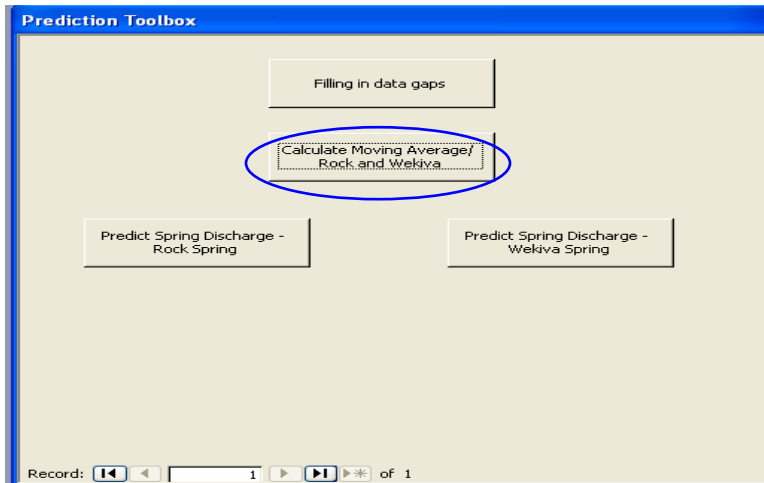 Prediction Toolbox
Filling in data gaps
Calculate Moving Average/
Rock and Wekiva
Predict Spring Discharge -
Rock Spring
Predict Spring Discharge -
Wekiva Spring
Record: 1 of 1